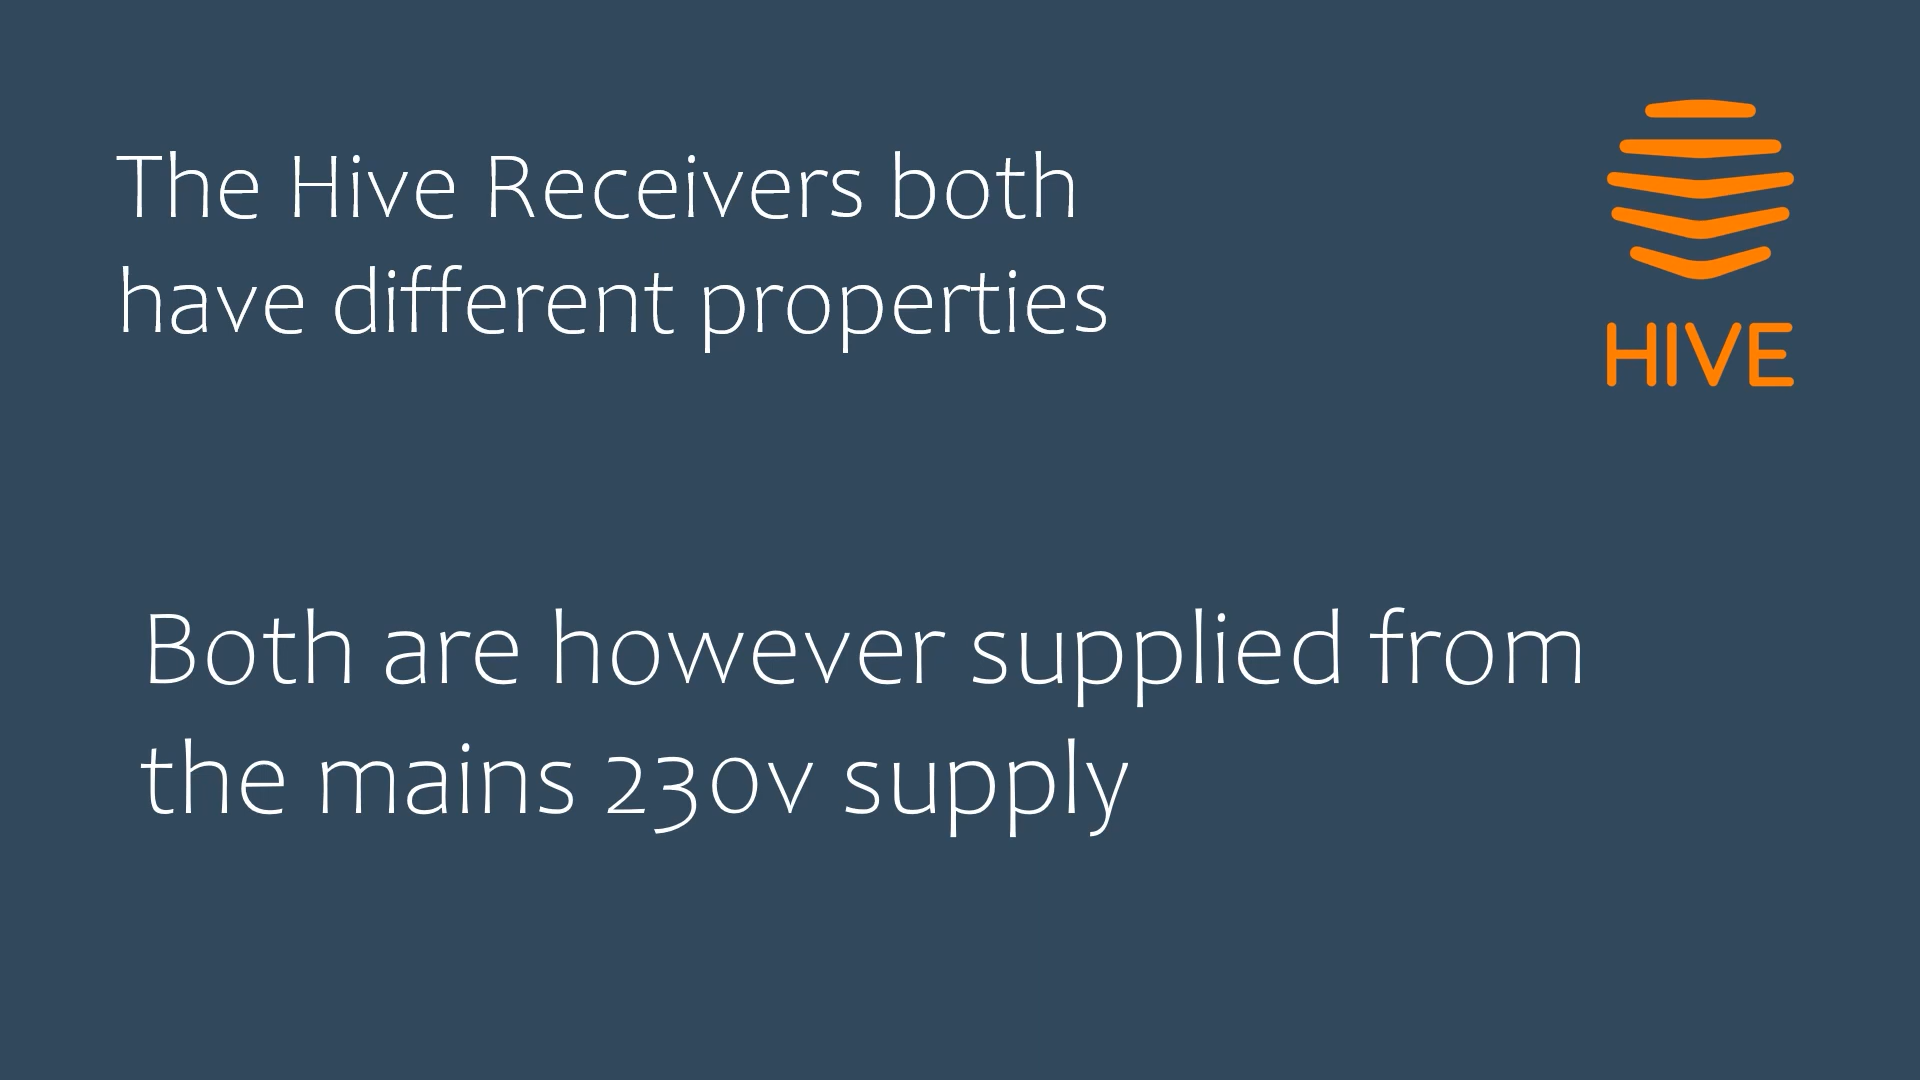 The Hive Receivers both
have different properties
HIVE
Both are however supplied from
the mains 230v supply